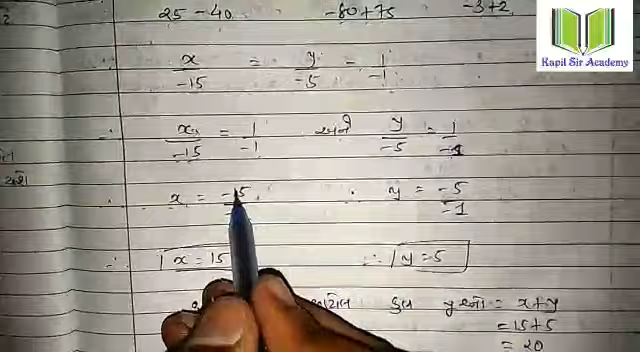 25 - 40 -80 + 75 -3 + 2
x/-15 = y/-5 = 1/-1
∴ x/-15 = 1/-1 અને y/-5 = 1/-1
x = -15 y = -5/-1
∴ x = 15 ∴ y = 5
કુલ = x + y
= 15 + 5
= 20
Kapil Sir Academy